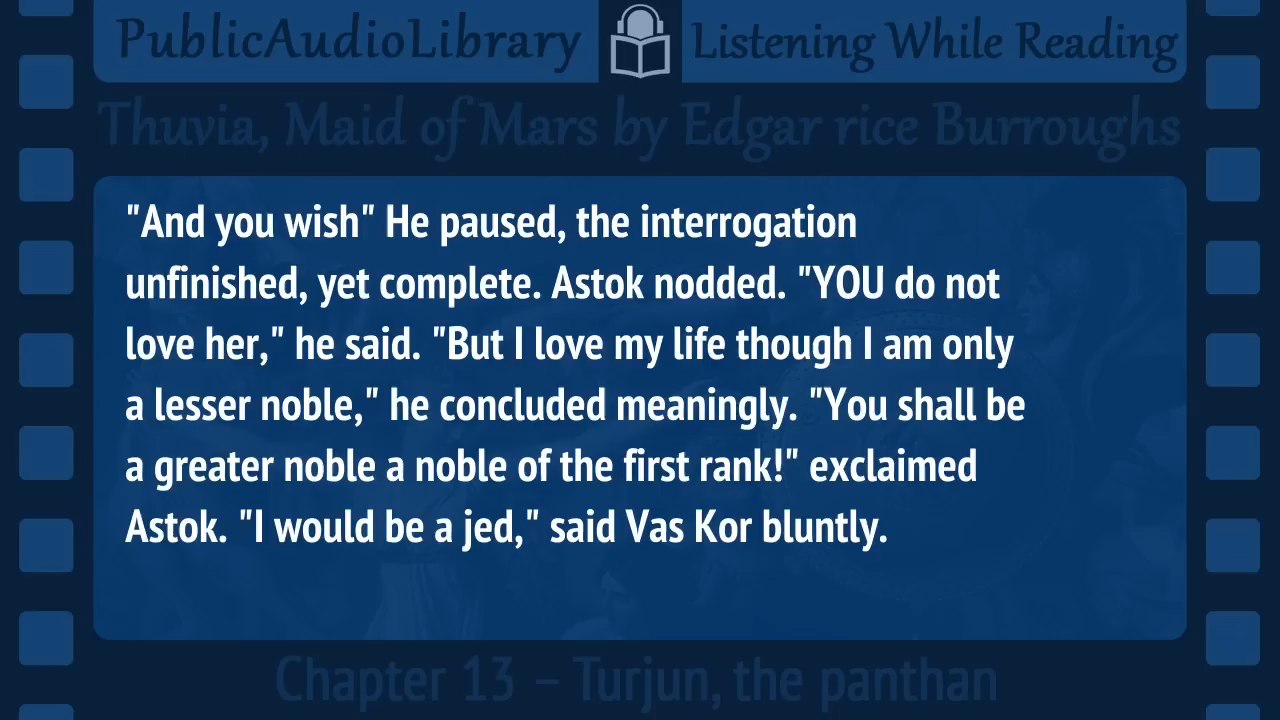 PublicAudioLibrary Listening While Reading
Thuvia, Maid of Mars by Edgar rice Burroughs
"And you wish" He paused, the interrogation
unfinished, yet complete. Astok nodded. "YOU do not
love her," he said. "But I love my life though I am only
a lesser noble," he concluded meaningly. "You shall be
a greater noble a noble of the first rank!" exclaimed
Astok. "I would be a jed," said Vas Kor bluntly.
Chapter 13 – Turjun, the panthan